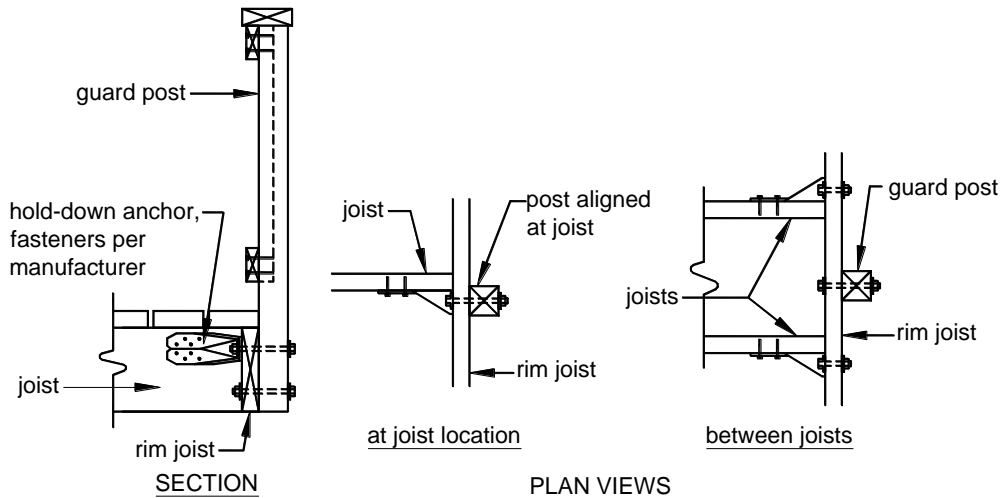 guard post
hold-down anchor,
fasteners per
manufacturer
joist
rim joist
SECTION
joist
post aligned
at joist
rim joist
at joist location
guard post
joists
rim joist
between joists
PLAN VIEWS